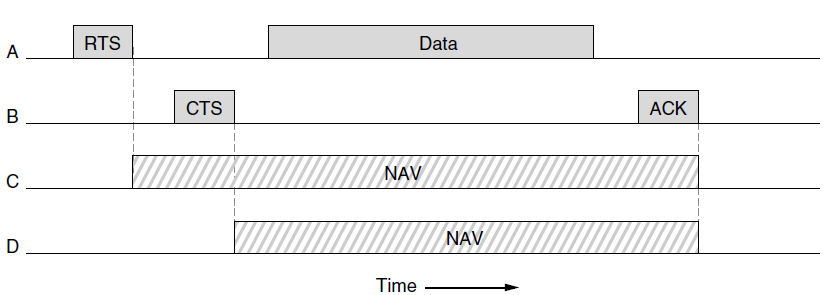 A RTS Data
B CTS ACK
C NAV
D NAV
Time